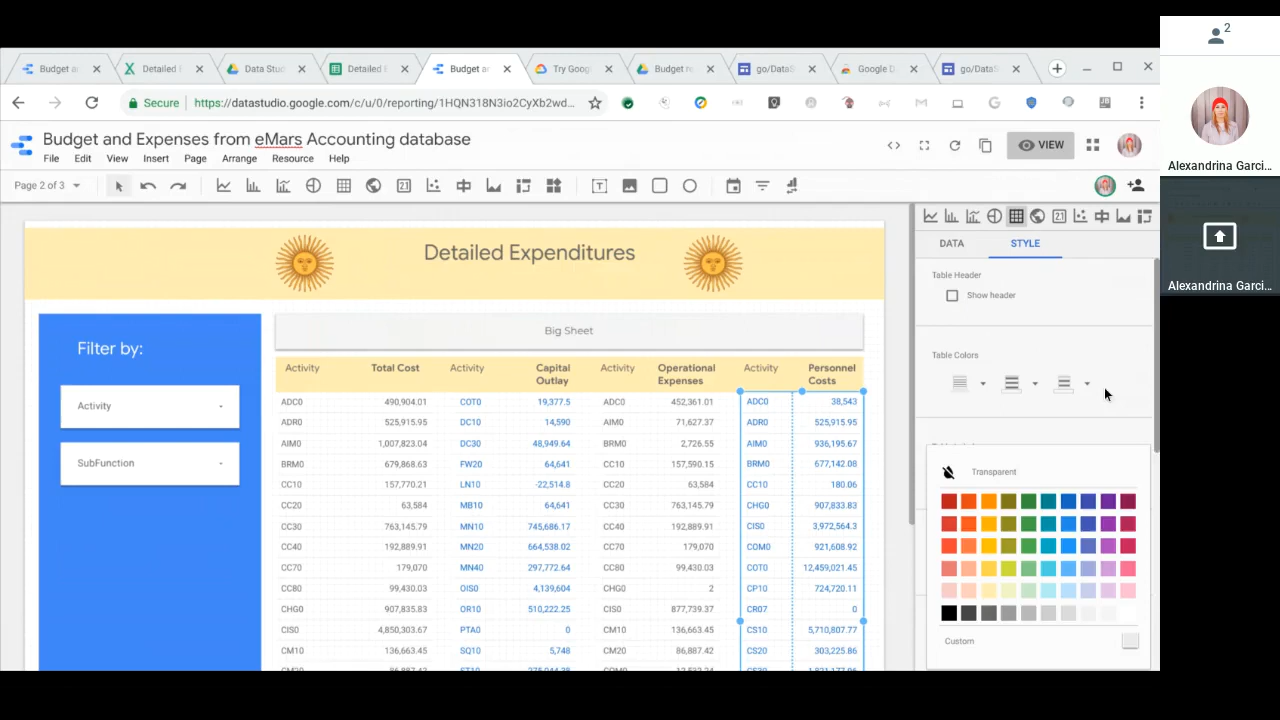 2
Alexandrina Garci...
Alexandrina Garci...
Budget ar
Detailed
Data Stud
Detailed E
Budget ar
Try Goog
Budget ro
go/DataS
Google D
go/DataS
Secure
https://datastudio.google.com/c/u/0/reporting/1HQN318N3io2CyXb2wd...
Budget and Expenses from eMars Accounting database
File Edit View Insert Page Arrange Resource Help
VIEW
Page 2 of 3
Detailed Expenditures
Filter by:
Activity
SubFunction
Big Sheet
Activity Total Cost Activity Capital Outlay Activity Operational Expenses Activity Personnel Costs
ADC0 490,904.01 COT0 19,377.5 ADC0 452,361.01 ADC0 38,543
ADR0 525,915.95 DC10 14,590 AIM0 71,627.37 ADR0 525,915.95
AIM0 1,007,823.04 DC30 48,949.64 BRM0 2,726.55 AIM0 936,195.67
BRM0 679,868.63 FW20 64,641 CC10 157,590.15 BRM0 677,142.08
CC10 157,770.21 LN10 -22,514.8 CC20 63,584 CC10 180.06
CC20 63,584 MB10 64,641 CC30 763,145.79 CHG0 907,833.83
CC30 763,145.79 MN10 745,686.17 CC40 192,889.91 CIS0 3,972,564.3
CC40 192,889.91 MN20 664,538.02 CC70 179,070 COM0 921,608.92
CC70 179,070 MN40 297,772.64 CC80 99,430.03 COT0 12,459,021.45
CC80 99,430.03 OIS0 4,139,604 CHG0 2 CP10 724,720.11
CHG0 907,835.83 OR10 510,222.25 CIS0 877,739.37 CR07 0
CIS0 4,850,303.67 PTA0 0 CM10 136,663.45 CS10 5,710,807.77
CM10 136,663.45 SQ10 5,748 CM20 86,887.42 CS20 303,225.86
DATA STYLE
Table Header
Show header
Table Colors
Transparent
Custom